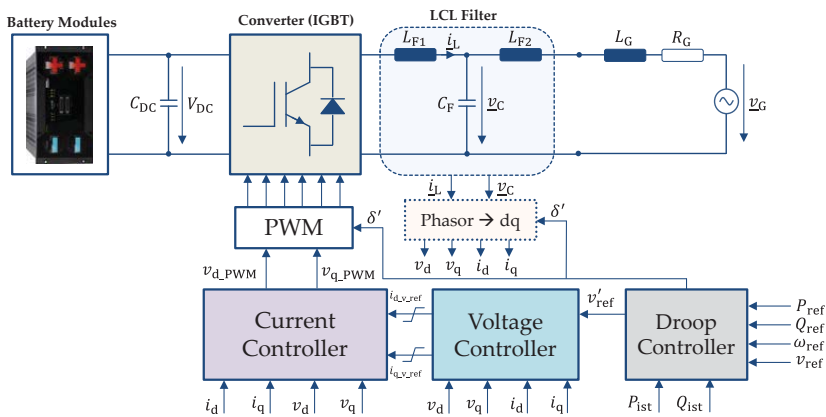 Battery Modules
Converter (IGBT)
LCL Filter
L_F1
i_L
L_F2
L_G
R_G
C_DC
V_DC
C_F
v_C
v_G
i_L
v_C
PWM
δ′
Phasor → dq
δ′
v_d
v_q
i_d
i_q
v_d_PWM
v_q_PWM
Current Controller
i_d_v_ref
i_q_v_ref
Voltage Controller
v′_ref
Droop Controller
P_ref
Q_ref
ω_ref
v_ref
i_d
i_q
v_d
v_q
v_d
v_q
i_d
i_q
P_ist
Q_ist